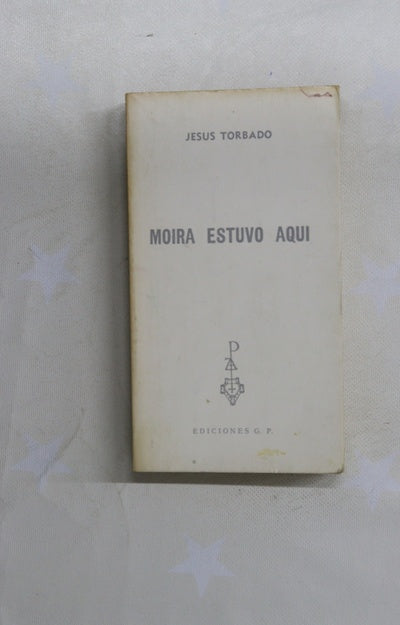 JESUS TORBADO
MOIRA ESTUVO AQUI
EDICIONES G. P.